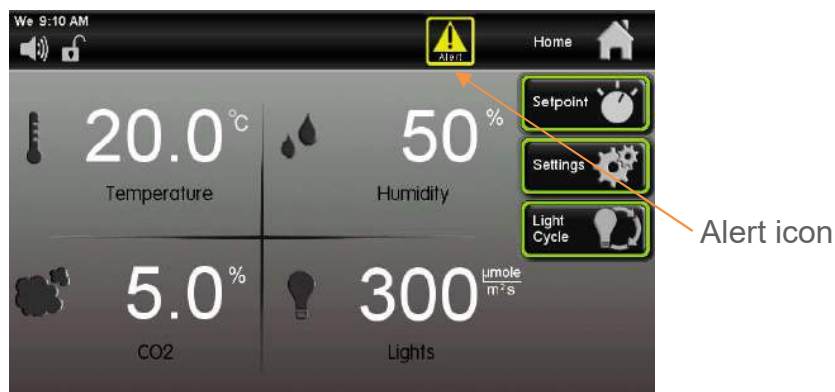 We 9:10 AM
Alert
Home
20.0 °C
Temperature
50 %
Humidity
Setpoint
Settings
Light
Cycle
Alert icon
5.0 %
CO2
300 µmole
m²s
Lights